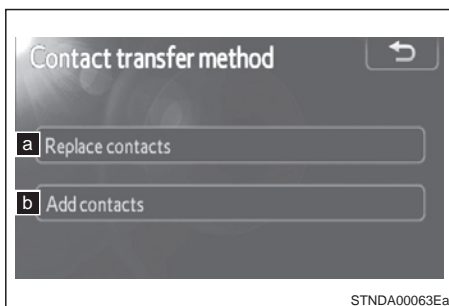 Contact transfer method
a Replace contacts
b Add contacts
STNDA00063Ea